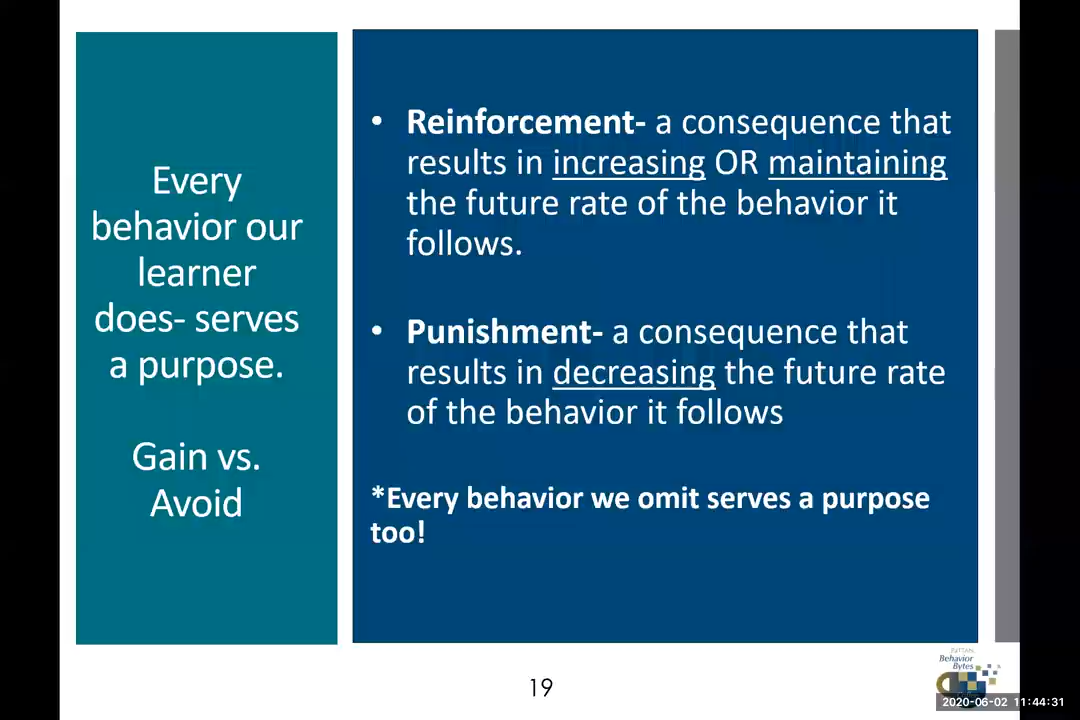 Every
behavior our
learner
does- serves
a purpose.
Gain vs.
Avoid
• Reinforcement- a consequence that
results in increasing OR maintaining
the future rate of the behavior it
follows.
• Punishment- a consequence that
results in decreasing the future rate
of the behavior it follows
*Every behavior we omit serves a purpose
too!
19
PaTTAN
Behavior
Bytes
2020-06-02 11:44:31